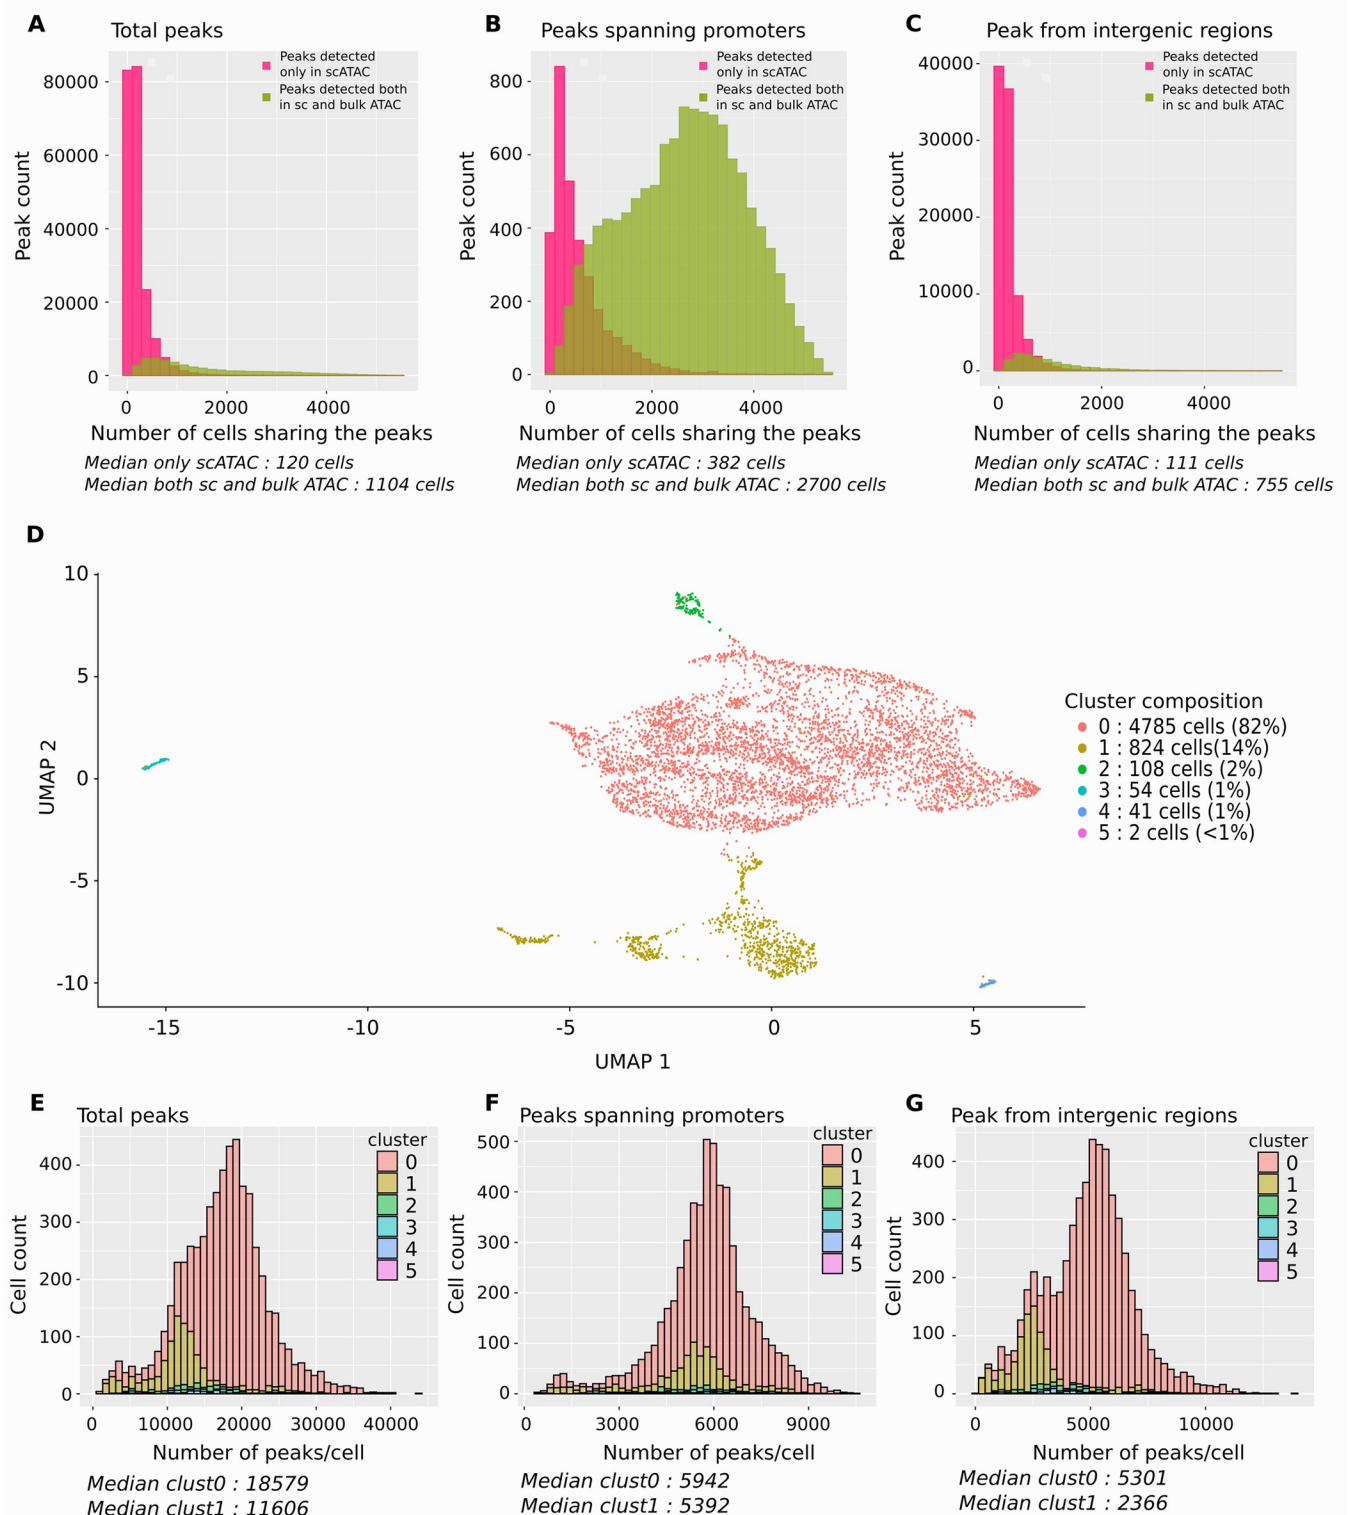 A
Total peaks
Peaks detected
only in scATAC
Peaks detected both
in sc and bulk ATAC
80000
60000
40000
20000
0
Peak count
0 2000 4000
Number of cells sharing the peaks
Median only scATAC : 120 cells
Median both sc and bulk ATAC : 1104 cells
B
Peaks spanning promoters
Peaks detected
only in scATAC
Peaks detected both
in sc and bulk ATAC
800
600
400
200
0
Peak count
0 2000 4000
Number of cells sharing the peaks
Median only scATAC : 382 cells
Median both sc and bulk ATAC : 2700 cells
C
Peak from intergenic regions
Peaks detected
only in scATAC
Peaks detected both
in sc and bulk ATAC
40000
30000
20000
10000
0
Peak count
0 2000 4000
Number of cells sharing the peaks
Median only scATAC : 111 cells
Median both sc and bulk ATAC : 755 cells
D
10
5
0
-5
-10
UMAP 2
-15 -10 -5 0 5
UMAP 1
Cluster composition
0 : 4785 cells (82%)
1 : 824 cells(14%)
2 : 108 cells (2%)
3 : 54 cells (1%)
4 : 41 cells (1%)
5 : 2 cells (<1%)
E
Total peaks
cluster
0
1
2
3
4
5
400
300
200
100
0
Cell count
0 10000 20000 30000 40000
Number of peaks/cell
Median clust0 : 18579
Median clust1 : 11606
F
Peaks spanning promoters
cluster
0
1
2
3
4
5
500
400
300
200
100
0
Cell count
0 3000 6000 9000
Number of peaks/cell
Median clust0 : 5942
Median clust1 : 5392
G
Peak from intergenic regions
cluster
0
1
2
3
4
5
400
300
200
100
0
Cell count
0 5000 10000
Number of peaks/cell
Median clust0 : 5301
Median clust1 : 2366